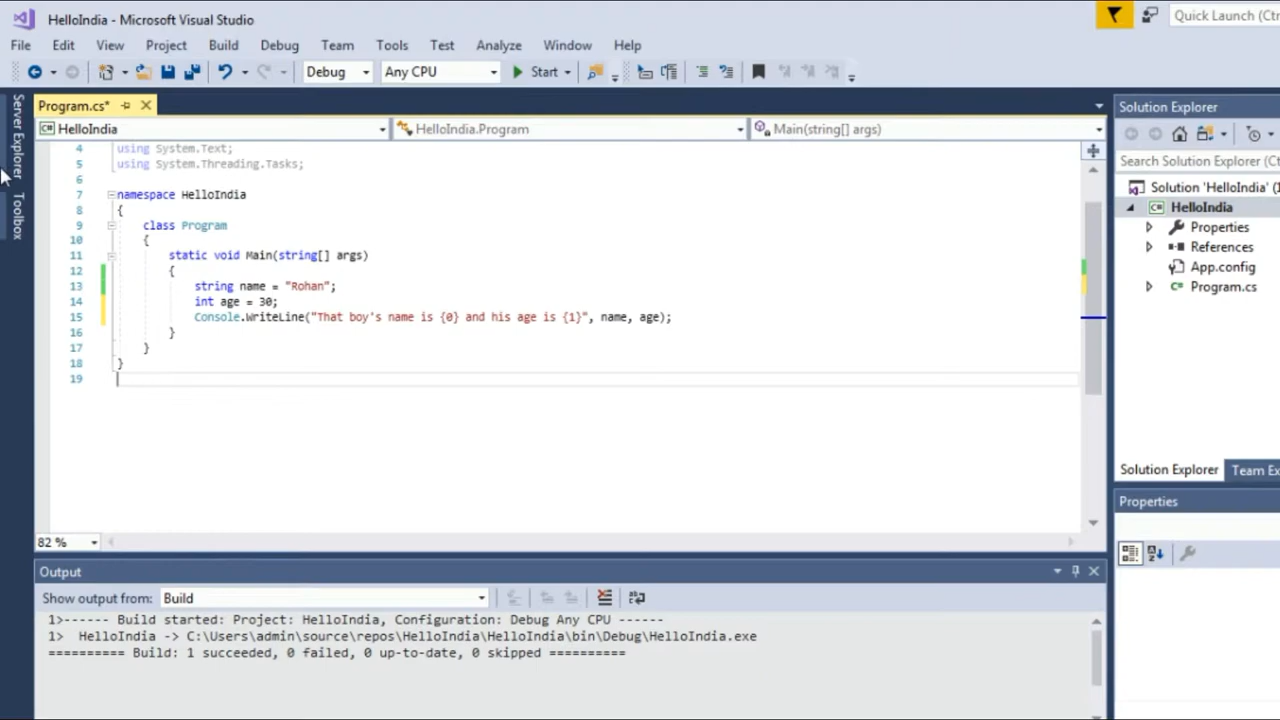 HelloIndia - Microsoft Visual Studio
Quick Launch (Ctr
File Edit View Project Build Debug Team Tools Test Analyze Window Help
Debug Any CPU Start
Server Explorer
Toolbox
Program.cs*
HelloIndia HelloIndia.Program Main(string[] args)
4 using System.Text;
5 using System.Threading.Tasks;
6
7 namespace HelloIndia
8 {
9 class Program
10 {
11 static void Main(string[] args)
12 {
13 string name = "Rohan";
14 int age = 30;
15 Console.WriteLine("That boy's name is {0} and his age is {1}", name, age);
16 }
17 }
18 }
19
82 %
Solution Explorer
Search Solution Explorer (Ct
Solution 'HelloIndia' (1
HelloIndia
Properties
References
App.config
Program.cs
Solution Explorer Team Ex
Properties
Output
Show output from: Build
1>------ Build started: Project: HelloIndia, Configuration: Debug Any CPU ------
1> HelloIndia -> C:\Users\admin\source\repos\HelloIndia\HelloIndia\bin\Debug\HelloIndia.exe
========== Build: 1 succeeded, 0 failed, 0 up-to-date, 0 skipped ==========